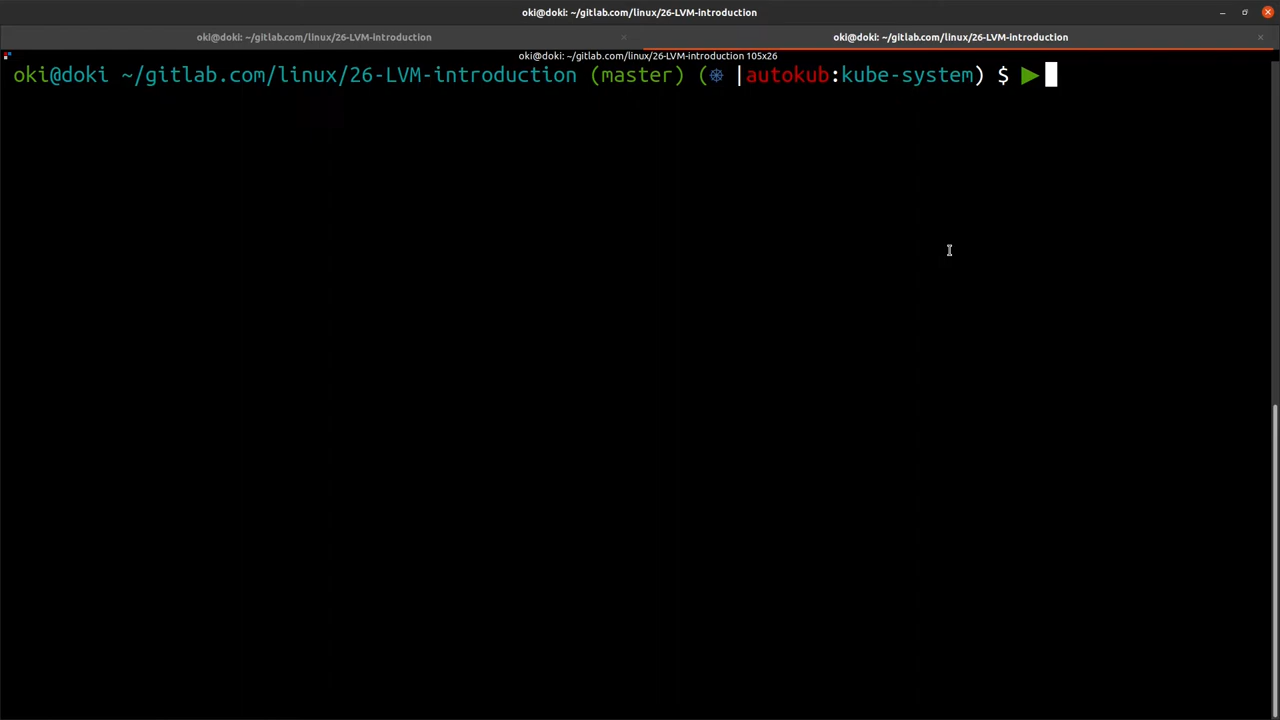 oki@doki: ~/gitlab.com/linux/26-LVM-introduction
oki@doki: ~/gitlab.com/linux/26-LVM-introduction × oki@doki: ~/gitlab.com/linux/26-LVM-introduction ×
oki@doki: ~/gitlab.com/linux/26-LVM-introduction 105x26
oki@doki ~/gitlab.com/linux/26-LVM-introduction (master) (⎈ |autokub:kube-system) $ ▶